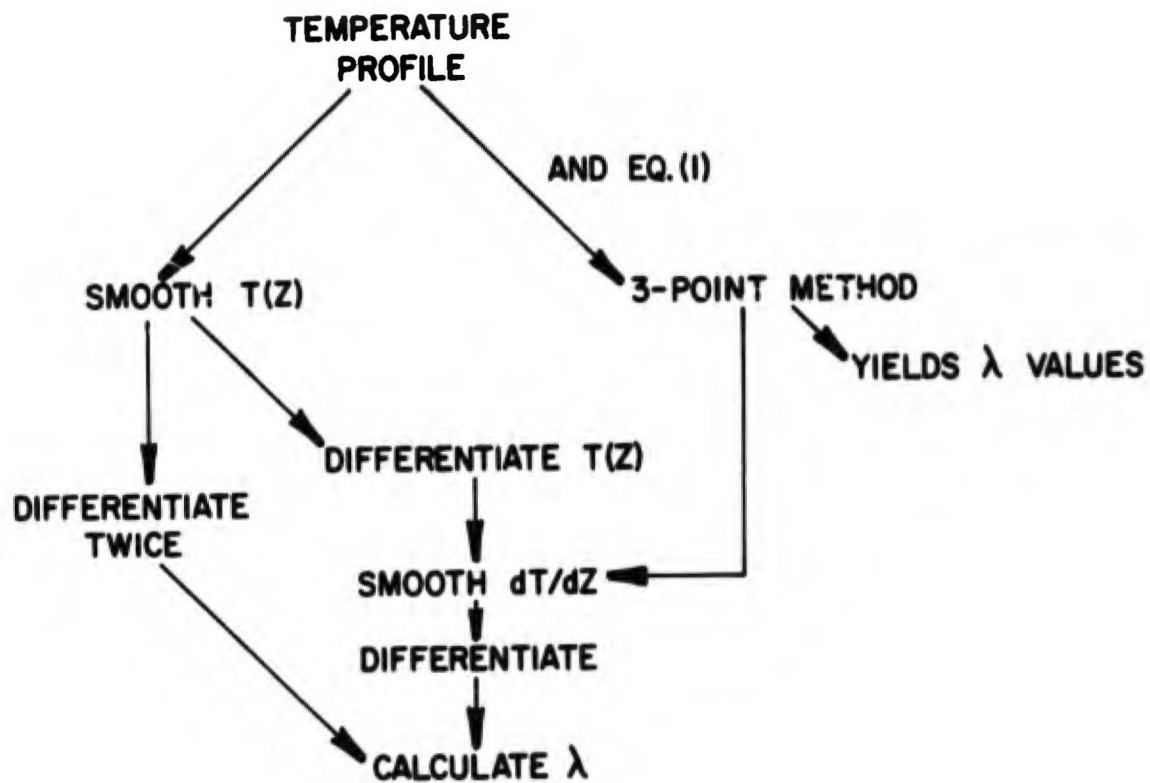 TEMPERATURE
PROFILE
AND EQ.(1)
SMOOTH T(Z)
3-POINT METHOD
YIELDS λ VALUES
DIFFERENTIATE T(Z)
DIFFERENTIATE
TWICE
SMOOTH dT/dZ
DIFFERENTIATE
CALCULATE λ